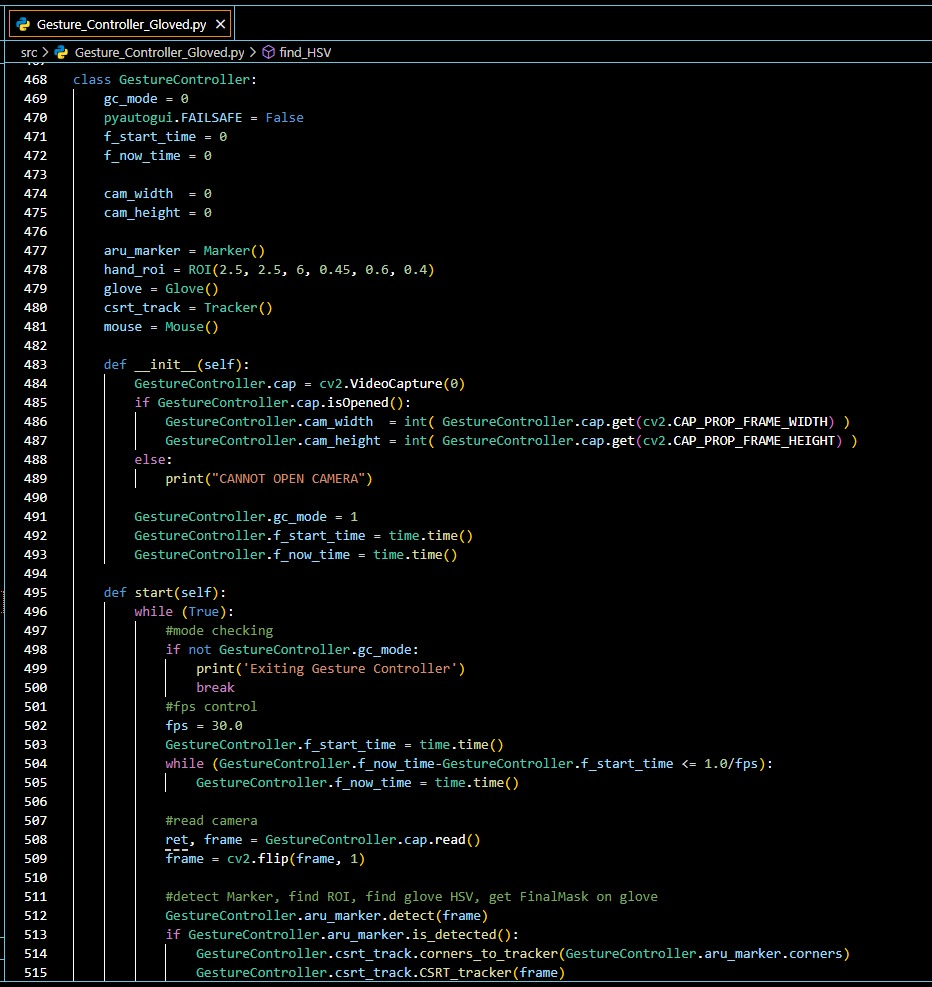 Gesture_Controller_Gloved.py ×
src > Gesture_Controller_Gloved.py > find_HSV
467
468 class GestureController:
469     gc_mode = 0
470     pyautogui.FAILSAFE = False
471     f_start_time = 0
472     f_now_time = 0
473
474     cam_width  = 0
475     cam_height = 0
476
477     aru_marker = Marker()
478     hand_roi = ROI(2.5, 2.5, 6, 0.45, 0.6, 0.4)
479     glove = Glove()
480     csrt_track = Tracker()
481     mouse = Mouse()
482
483     def __init__(self):
484         GestureController.cap = cv2.VideoCapture(0)
485         if GestureController.cap.isOpened():
486             GestureController.cam_width  = int( GestureController.cap.get(cv2.CAP_PROP_FRAME_WIDTH) )
487             GestureController.cam_height = int( GestureController.cap.get(cv2.CAP_PROP_FRAME_HEIGHT) )
488         else:
489             print("CANNOT OPEN CAMERA")
490
491         GestureController.gc_mode = 1
492         GestureController.f_start_time = time.time()
493         GestureController.f_now_time = time.time()
494
495     def start(self):
496         while (True):
497             #mode checking
498             if not GestureController.gc_mode:
499                 print('Exiting Gesture Controller')
500                 break
501             #fps control
502             fps = 30.0
503             GestureController.f_start_time = time.time()
504             while (GestureController.f_now_time-GestureController.f_start_time <= 1.0/fps):
505                 GestureController.f_now_time = time.time()
506
507             #read camera
508             ret, frame = GestureController.cap.read()
509             frame = cv2.flip(frame, 1)
510
511             #detect Marker, find ROI, find glove HSV, get FinalMask on glove
512             GestureController.aru_marker.detect(frame)
513             if GestureController.aru_marker.is_detected():
514                 GestureController.csrt_track.corners_to_tracker(GestureController.aru_marker.corners)
515                 GestureController.csrt_track.CSRT_tracker(frame)